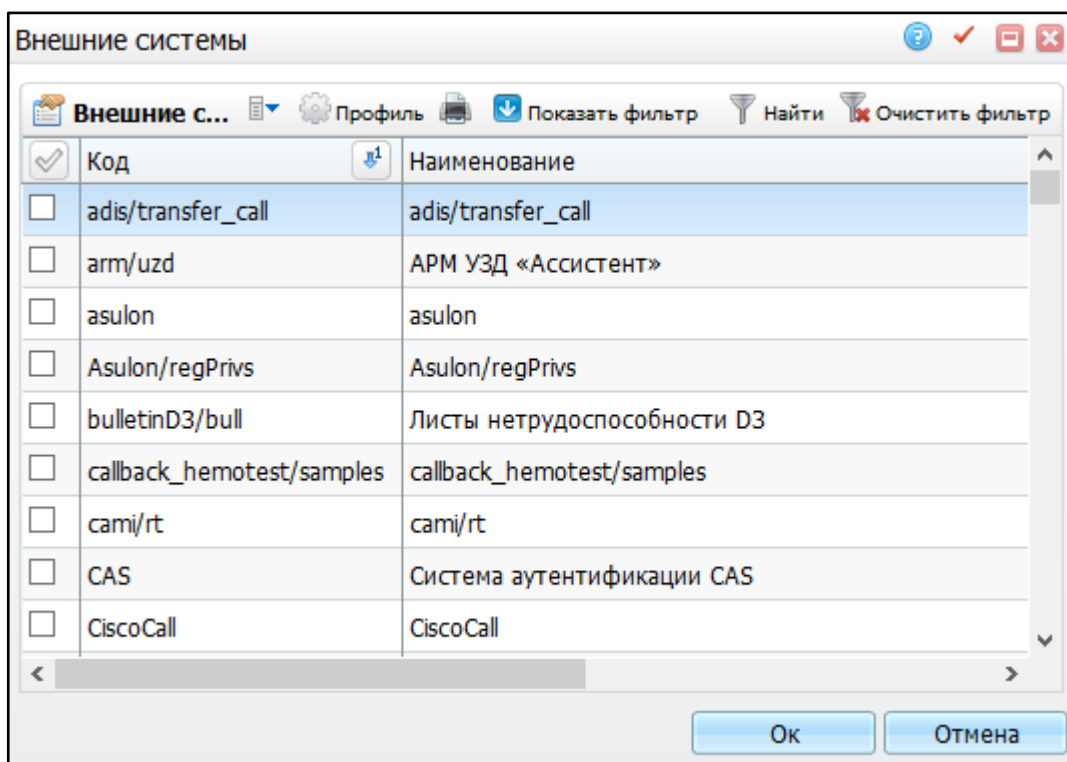 Внешние системы
Внешние с... Профиль Показать фильтр Найти Очистить фильтр
Код 1 Наименование
adis/transfer_call adis/transfer_call
arm/uzd АРМ УЗД «Ассистент»
asulon asulon
Asulon/regPrivs Asulon/regPrivs
bulletinD3/bull Листы нетрудоспособности D3
callback_hemotest/samples callback_hemotest/samples
cami/rt cami/rt
CAS Система аутентификации CAS
CiscoCall CiscoCall
Ок Отмена